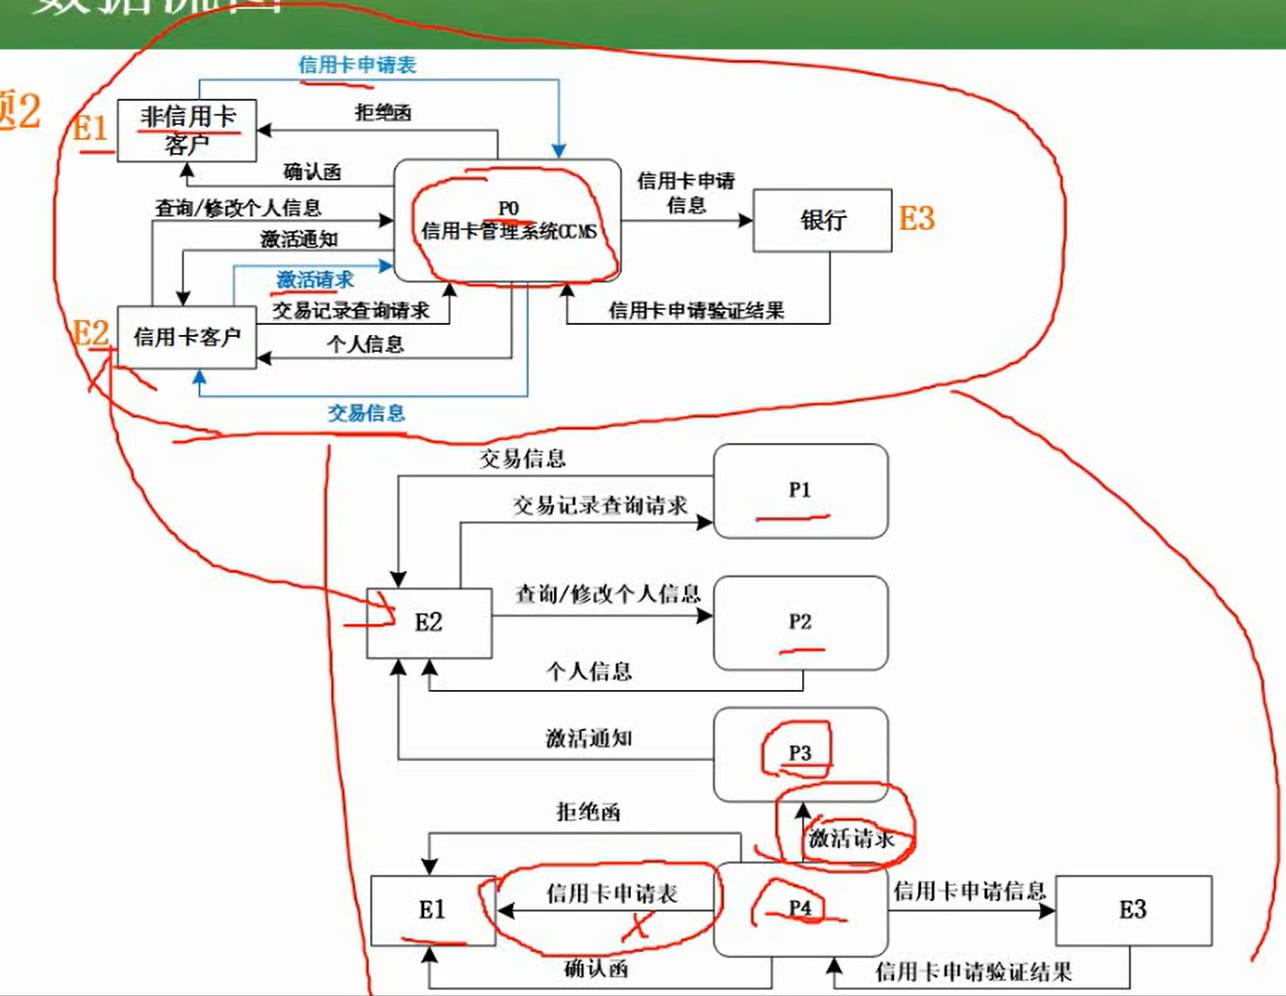 数据流图
题2
信用卡申请表
E1
非信用卡
客户
拒绝函
确认函
查询/修改个人信息
激活通知
激活请求
P0
信用卡管理系统CCMS
信用卡申请
信息
银行
E3
E2
信用卡客户
交易记录查询请求
信用卡申请验证结果
个人信息
交易信息
交易信息
P1
交易记录查询请求
E2
查询/修改个人信息
P2
个人信息
激活通知
P3
拒绝函
激活请求
E1
信用卡申请表
P4
信用卡申请信息
E3
确认函
信用卡申请验证结果